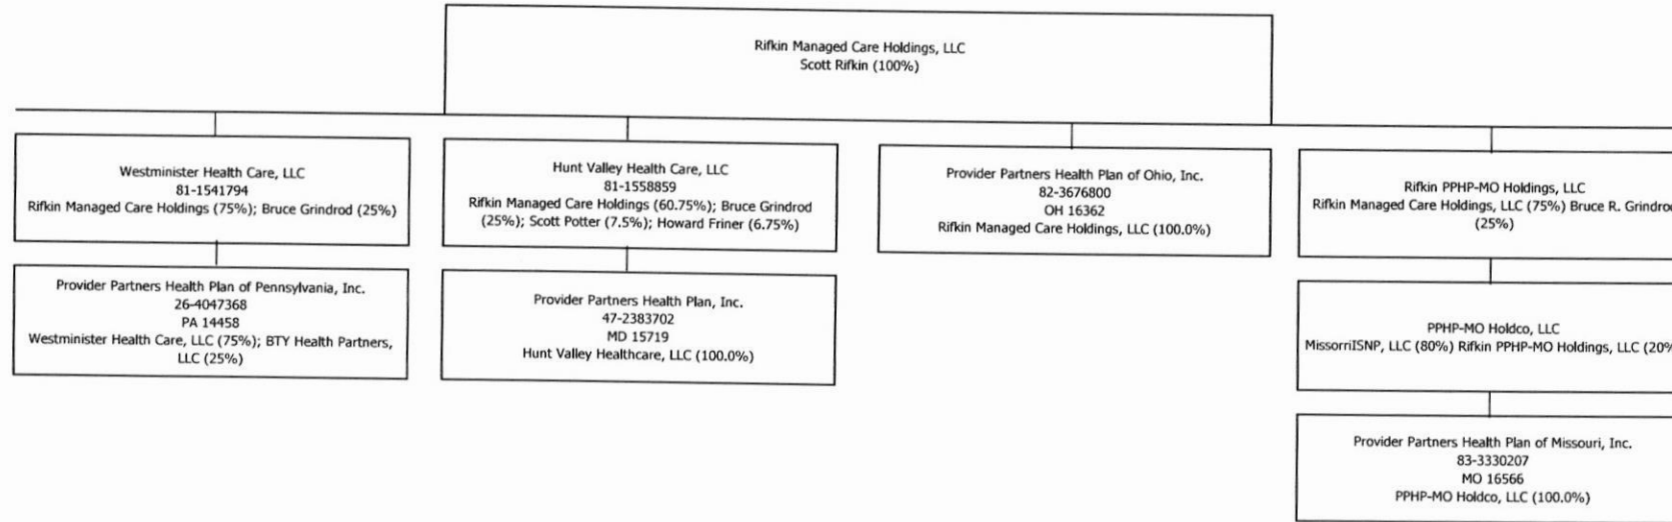 Rifkin Managed Care Holdings, LLC
Scott Rifkin (100%)
Westminister Health Care, LLC
81-1541794
Rifkin Managed Care Holdings (75%); Bruce Grindrod (25%)
Hunt Valley Health Care, LLC
81-1558859
Rifkin Managed Care Holdings (60.75%); Bruce Grindrod
(25%); Scott Potter (7.5%); Howard Friner (6.75%)
Provider Partners Health Plan of Ohio, Inc.
82-3676800
OH 16362
Rifkin Managed Care Holdings, LLC (100.0%)
Rifkin PPHP-MO Holdings, LLC
Rifkin Managed Care Holdings, LLC (75%) Bruce R. Grindrod
(25%)
Provider Partners Health Plan of Pennsylvania, Inc.
26-4047368
PA 14458
Westminister Health Care, LLC (75%); BTY Health Partners,
LLC (25%)
Provider Partners Health Plan, Inc.
47-2383702
MD 15719
Hunt Valley Healthcare, LLC (100.0%)
PPHP-MO Holdco, LLC
MissorriISNP, LLC (80%) Rifkin PPHP-MO Holdings, LLC (20%
Provider Partners Health Plan of Missouri, Inc.
83-3330207
MO 16566
PPHP-MO Holdco, LLC (100.0%)